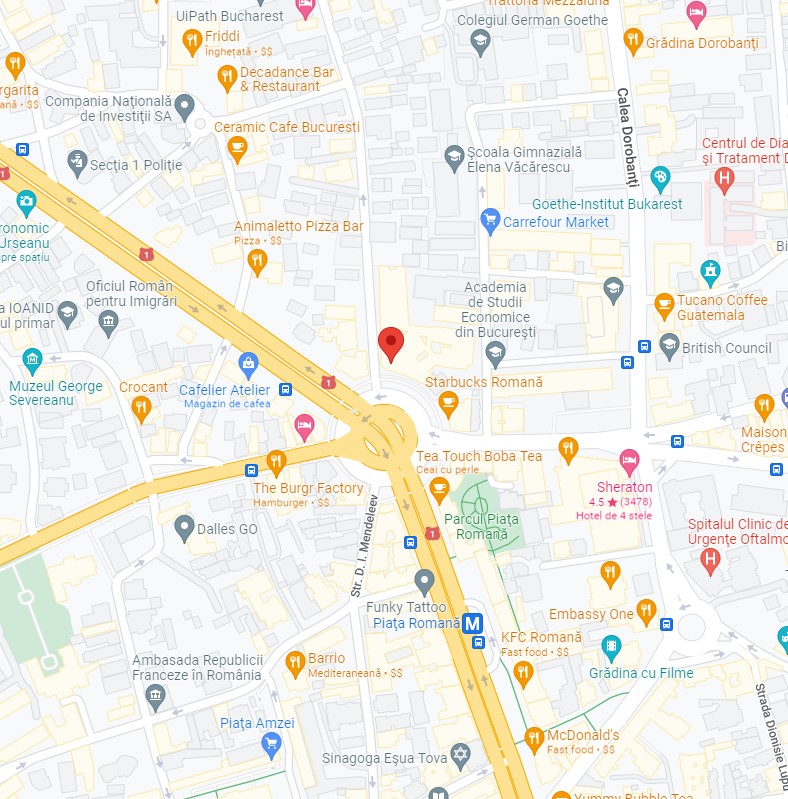 Trattoria Mezzaluna
UiPath Bucharest
Colegiul German Goethe
Friddi
Înghețată • $$
Grădina Dorobanți
Decadance Bar
& Restaurant
rgarita
ană • $$
Compania Națională
de Investiții SA
Calea Dorobanți
Ceramic Cafe Bucuresti
Centrul de Dia
și Tratament D
Secția 1 Poliție
Școala Gimnazială
Elena Văcărescu
1
H
Goethe-Institut Bukarest
Carrefour Market
ronomic
Urseanu
spre spațiu
Animaletto Pizza Bar
Pizza • $$
1
Bi
Oficiul Român
pentru Imigrări
Academia
de Studii
Economice
din București
a IOANID
ul primar
Tucano Coffee
Guatemala
British Council
Muzeul George
Severeanu
Crocant
Cafelier Atelier
Magazin de cafea
1
Starbucks Romană
Maison
Crêpes
Tea Touch Boba Tea
Ceai cu perle
The Burgr Factory
Hamburger • $$
Sheraton
4.5 ★ (3478)
Hotel de 4 stele
Dalles GO
Parcul Piața
Romană
1
Spitalul Clinic de
Urgențe Oftalmo
H
Str. D. I. Mendeleev
Funky Tattoo
Piața Romană
M
Embassy One
KFC Romană
Fast food • $$
Grădina cu Filme
Ambasada Republicii
Franceze în România
Barrio
Mediteraneană • $$
Strada Dionisie Lupu
Piața Amzei
McDonald's
Fast food • $$
Sinagoga Eșua Tova
Yummy Bubble Tea